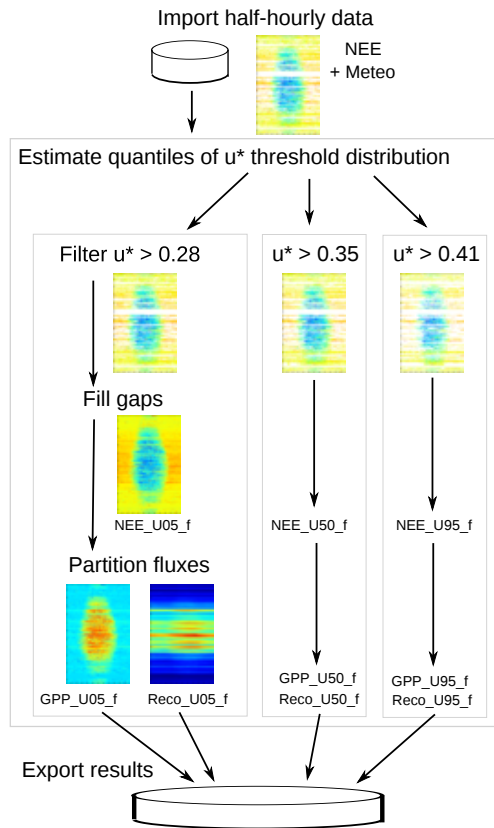 Import half-hourly data
NEE
+ Meteo
Estimate quantiles of u* threshold distribution
Filter u* > 0.28
u* > 0.35
u* > 0.41
Fill gaps
NEE_U05_f
NEE_U50_f
NEE_U95_f
Partition fluxes
GPP_U05_f
Reco_U05_f
GPP_U50_f
Reco_U50_f
GPP_U95_f
Reco_U95_f
Export results